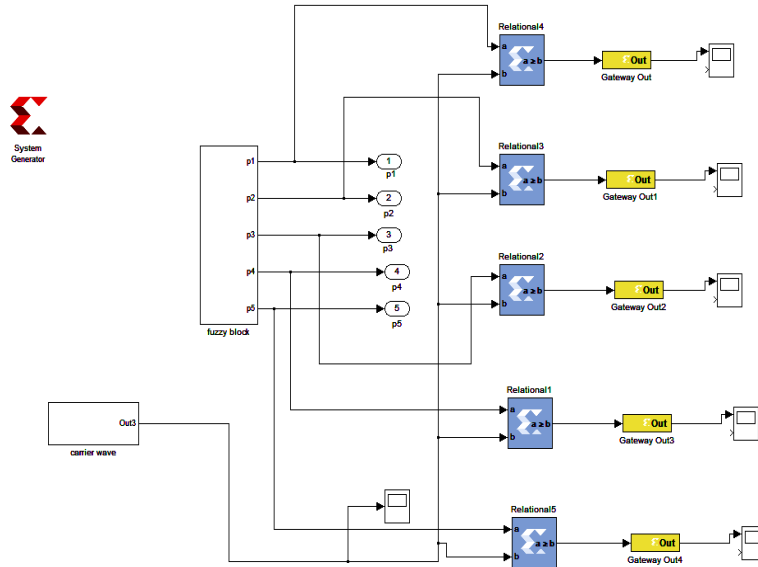 Relational4
a
b
a ≥ b
Out
Gateway Out
System
Generator
Relational3
a
b
a ≥ b
Out
Gateway Out1
p1
1
p1
p2
2
p2
p3
3
p3
p4
4
p4
p5
5
p5
fuzzy block
Relational2
a
b
a ≥ b
Out
Gateway Out2
Relational1
a
b
a ≥ b
Out
Gateway Out3
Out3
carrier wave
Relational5
a
b
a ≥ b
Out
Gateway Out4